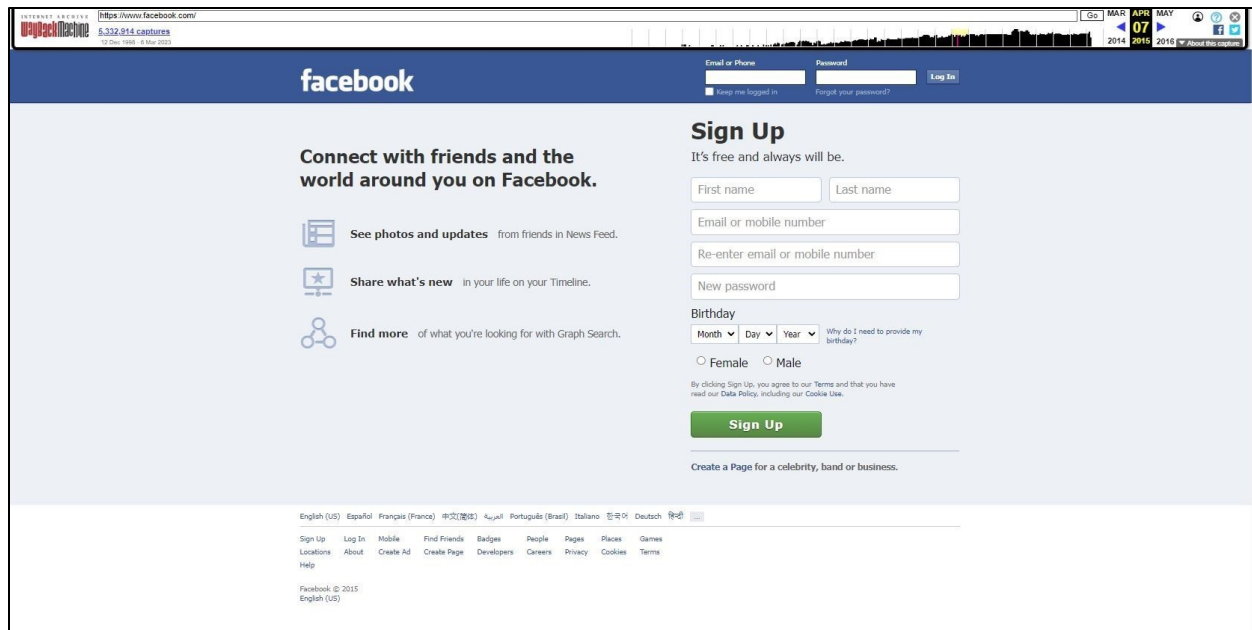 INTERNET ARCHIVE
WayBackMachine
https://www.facebook.com/
Go
MAR APR MAY
5,332,914 captures
07
12 Dec 1998 - 6 Mar 2023
2014 2015 2016
About this capture
facebook
Email or Phone
Password
Log In
Keep me logged in
Forgot your password?
Connect with friends and the
world around you on Facebook.
See photos and updates from friends in News Feed.
Share what's new in your life on your Timeline.
Find more of what you're looking for with Graph Search.
Sign Up
It's free and always will be.
First name Last name
Email or mobile number
Re-enter email or mobile number
New password
Birthday
Month Day Year
Why do I need to provide my
birthday?
Female Male
By clicking Sign Up, you agree to our Terms and that you have
read our Data Policy, including our Cookie Use.
Sign Up
Create a Page for a celebrity, band or business.
English (US) Español Français (France) 中文(简体) العربية Português (Brasil) Italiano 한국어 Deutsch हिन्दी ...
Sign Up Log In Mobile Find Friends Badges People Pages Places Games
Locations About Create Ad Create Page Developers Careers Privacy Cookies Terms
Help
Facebook © 2015
English (US)